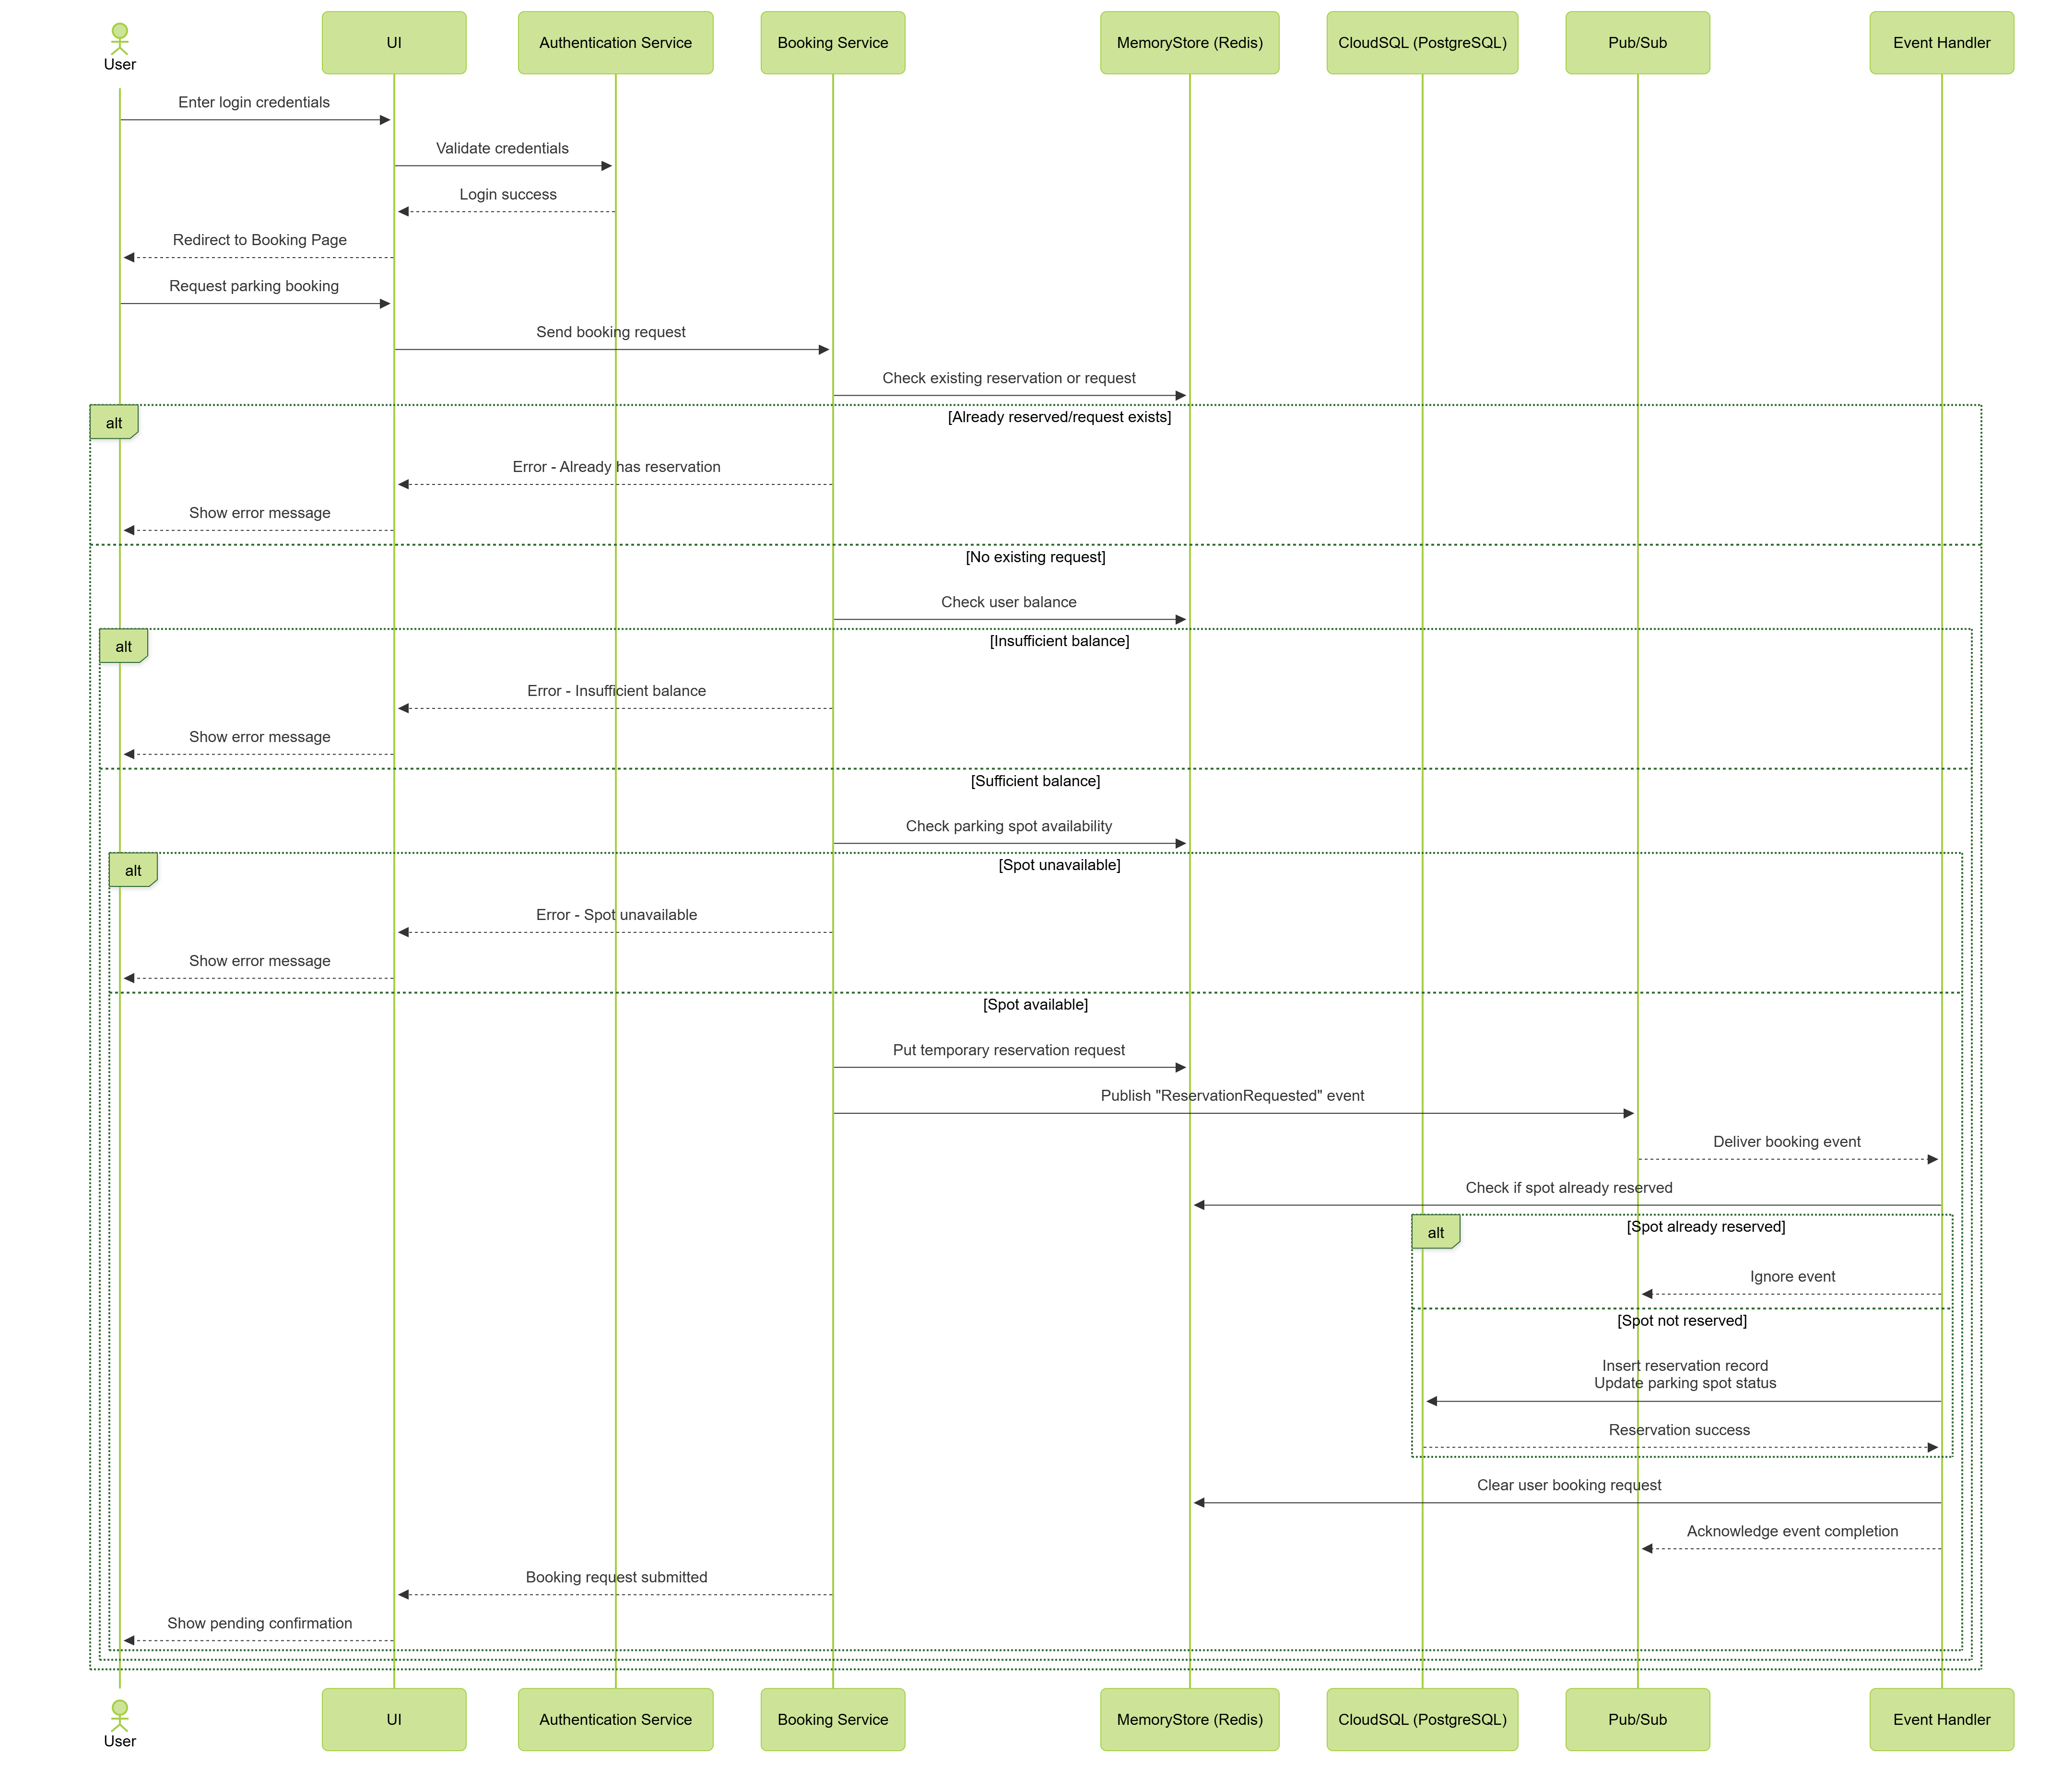 User
UI
Authentication Service
Booking Service
MemoryStore (Redis)
CloudSQL (PostgreSQL)
Pub/Sub
Event Handler
Enter login credentials
Validate credentials
Login success
Redirect to Booking Page
Request parking booking
Send booking request
Check existing reservation or request
alt
[Already reserved/request exists]
Error - Already has reservation
Show error message
[No existing request]
Check user balance
alt
[Insufficient balance]
Error - Insufficient balance
Show error message
[Sufficient balance]
Check parking spot availability
alt
[Spot unavailable]
Error - Spot unavailable
Show error message
[Spot available]
Put temporary reservation request
Publish "ReservationRequested" event
Deliver booking event
Check if spot already reserved
alt
[Spot already reserved]
Ignore event
[Spot not reserved]
Insert reservation record
Update parking spot status
Reservation success
Clear user booking request
Acknowledge event completion
Booking request submitted
Show pending confirmation
User
UI
Authentication Service
Booking Service
MemoryStore (Redis)
CloudSQL (PostgreSQL)
Pub/Sub
Event Handler